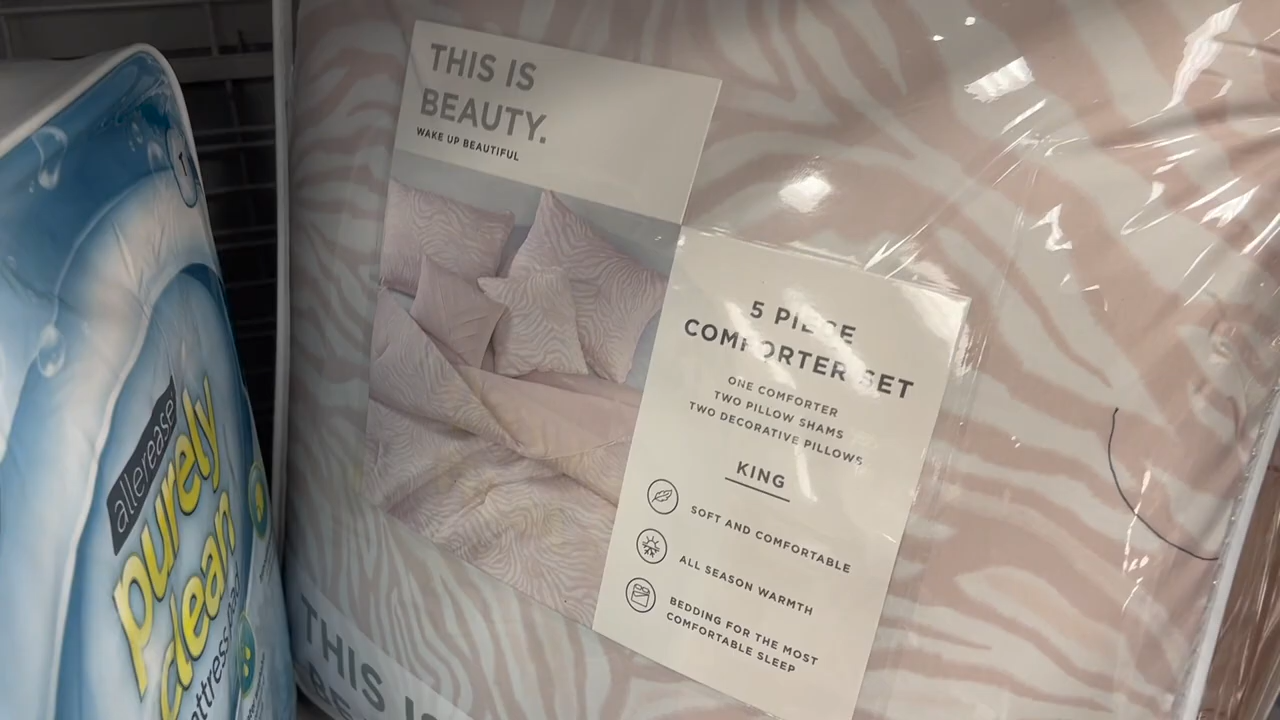 THIS IS
BEAUTY.
WAKE UP BEAUTIFUL
5 PIECE
COMFORTER SET
ONE COMFORTER
TWO PILLOW SHAMS
TWO DECORATIVE PILLOWS
KING
SOFT AND COMFORTABLE
ALL SEASON WARMTH
BEDDING FOR THE MOST
COMFORTABLE SLEEP
THIS IS
allerease
purely
clean